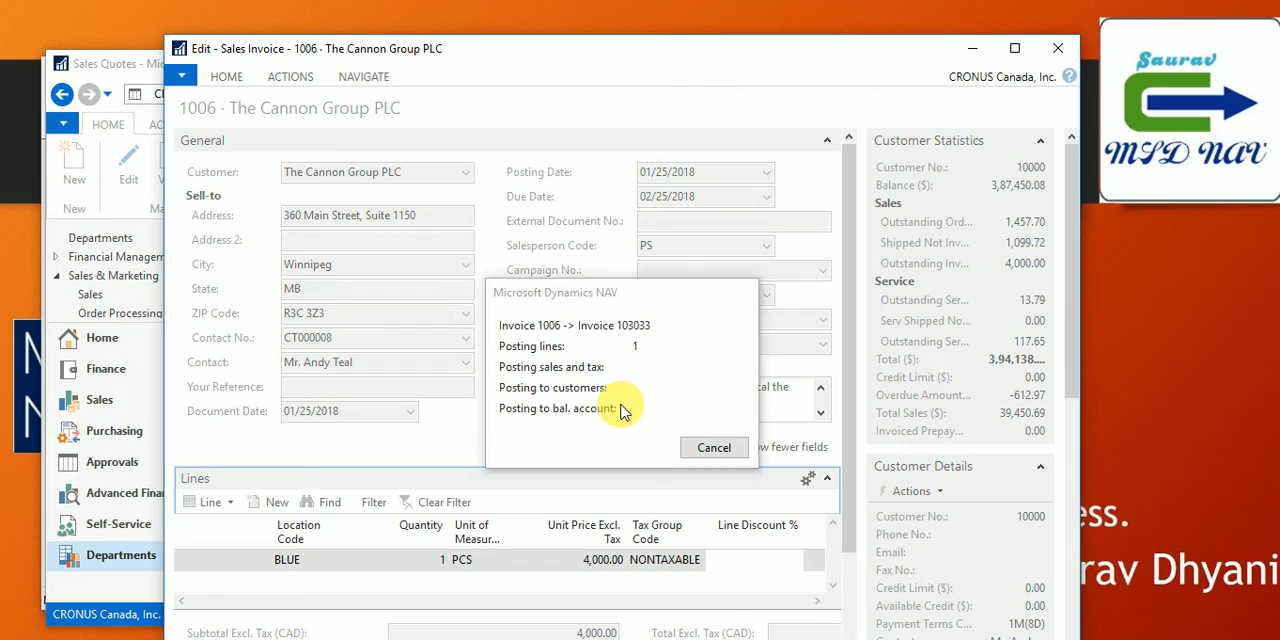 Saurav
MSD NAV
Sales Quotes - Mic
HOME
AC
New
Edit
New
Ma
Departments
Financial Managem
Sales & Marketing
Sales
Order Processing
Home
Finance
Sales
Purchasing
Approvals
Advanced Finan
Self-Service
Departments
CRONUS Canada, Inc.
Edit - Sales Invoice - 1006 · The Cannon Group PLC
HOME ACTIONS NAVIGATE CRONUS Canada, Inc.
1006 · The Cannon Group PLC
General
Customer: The Cannon Group PLC
Sell-to
Address: 360 Main Street, Suite 1150
Address 2:
City: Winnipeg
State: MB
ZIP Code: R3C 3Z3
Contact No.: CT000008
Contact: Mr. Andy Teal
Your Reference:
Document Date: 01/25/2018
Posting Date: 01/25/2018
Due Date: 02/25/2018
External Document No.:
Salesperson Code: PS
Campaign No.:
cal the
ow fewer fields
Microsoft Dynamics NAV
Invoice 1006 -> Invoice 103033
Posting lines: 1
Posting sales and tax:
Posting to customers:
Posting to bal. account:
Cancel
Lines
Line New Find Filter Clear Filter
Location Code Quantity Unit of Measur... Unit Price Excl. Tax Tax Group Code Line Discount %
BLUE 1 PCS 4,000.00 NONTAXABLE
Subtotal Excl. Tax (CAD) 4,000.00 Total Excl. Tax (CAD)
Customer Statistics
Customer No.: 10000
Balance ($): 3,87,450.08
Sales
Outstanding Ord... 1,457.70
Shipped Not Inv... 1,099.72
Outstanding Inv... 4,000.00
Service
Outstanding Ser... 13.79
Serv Shipped Not... 0.00
Outstanding Ser... 117.65
Total ($): 3,94,138....
Credit Limit ($): 0.00
Overdue Amount... -612.97
Total Sales ($): 39,450.69
Invoiced Prepay... 0.00
Customer Details
Actions
Customer No.: 10000
Phone No.:
Email:
Fax No.:
Credit Limit ($): 0.00
Available Credit ($): 0.00
Payment Terms C... 1M(8D)
ess.
rav Dhyani